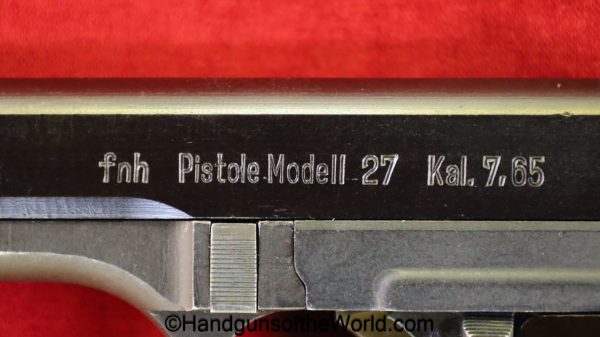 fnh Pistole Modell 27 Kal. 7,65
©HandgunsoftheWorld.com